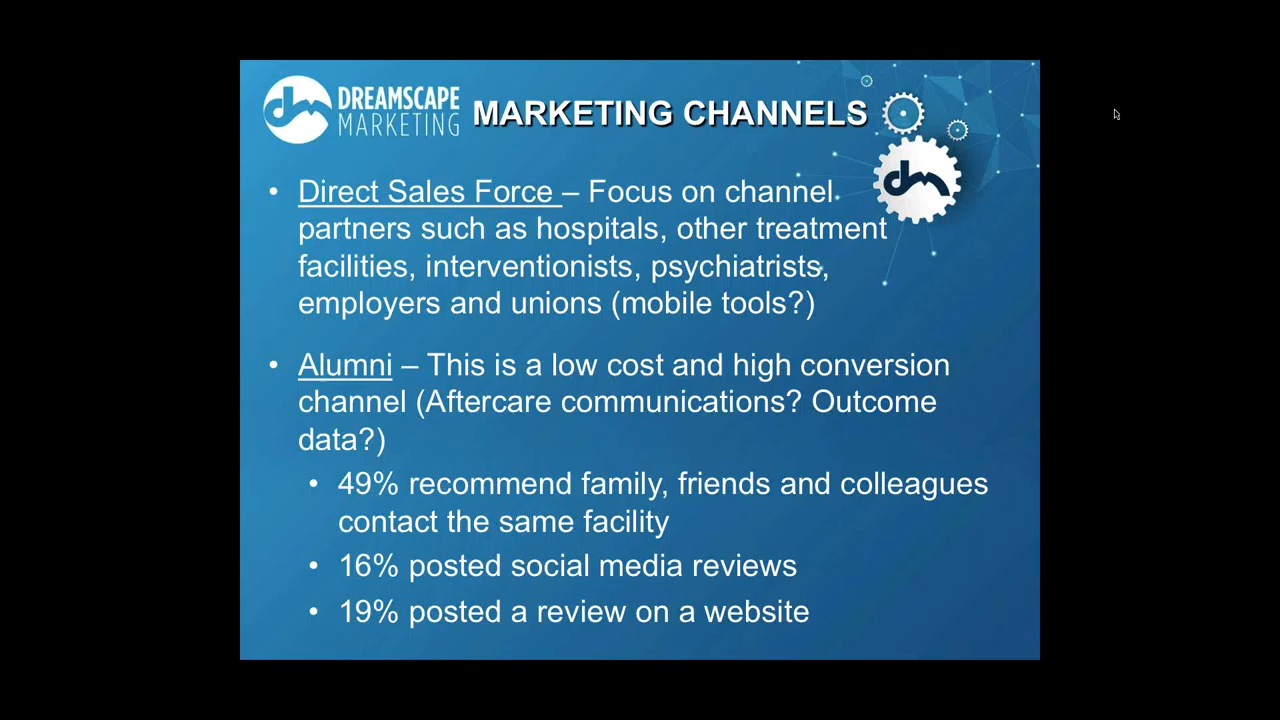 DREAMSCAPE
MARKETING
MARKETING CHANNELS
dm
• Direct Sales Force – Focus on channel
partners such as hospitals, other treatment
facilities, interventionists, psychiatrists,
employers and unions (mobile tools?)
• Alumni – This is a low cost and high conversion
channel (Aftercare communications? Outcome
data?)
• 49% recommend family, friends and colleagues
contact the same facility
• 16% posted social media reviews
• 19% posted a review on a website